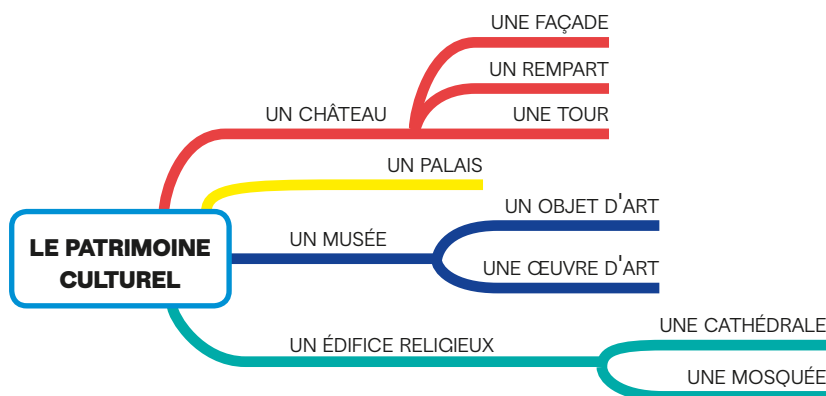 UNE FAÇADE
UN REMPART
UN CHÂTEAU
UNE TOUR
UN PALAIS
UN OBJET D'ART
LE PATRIMOINE
CULTUREL
UN MUSÉE
UNE ŒUVRE D'ART
UN ÉDIFICE RELIGIEUX
UNE CATHÉDRALE
UNE MOSQUÉE